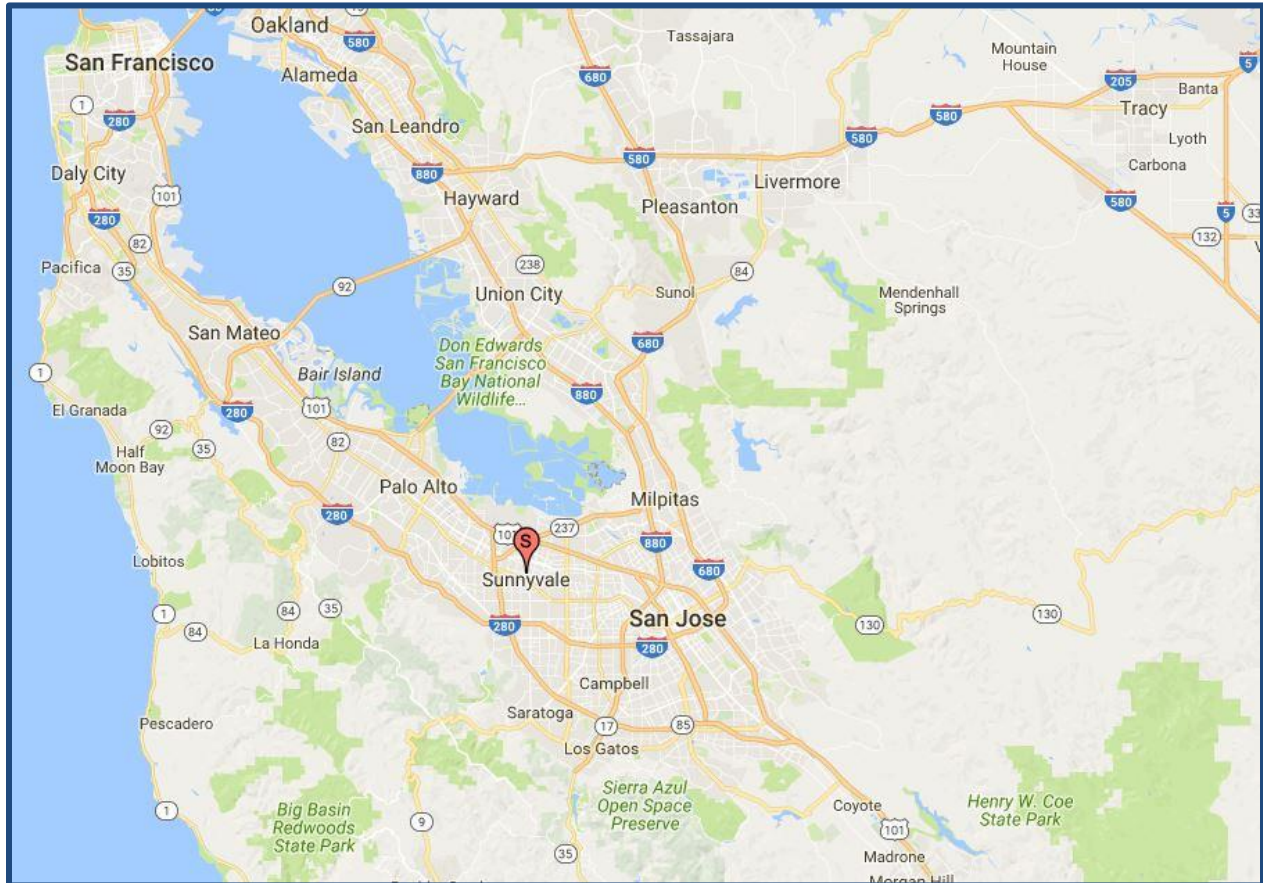 Oakland
580
Tassajara
5
San Francisco
680
Mountain
House
205
Alameda
Banta
1
280
580
Tracy
San Leandro
580
Lyoth
Daly City
880
580
Livermore
Carbona
101
Hayward
Pleasanton
580
280
5
33
82
132
V
Pacifica
35
238
84
92
Union City
Sunol
Mendenhall
Springs
San Mateo
680
Don Edwards
San Francisco
Bay National
Wildlife...
1
Bair Island
880
El Granada
280
101
92
35
82
Half
Moon Bay
Palo Alto
Milpitas
280
101
237
S
880
Lobitos
Sunnyvale
680
1
84
35
130
130
84
280
San Jose
La Honda
280
Campbell
Saratoga
Pescadero
17
85
Los Gatos
Sierra Azul
Open Space
Preserve
1
Big Basin
Redwoods
State Park
Coyote
Henry W. Coe
State Park
9
101
35
Madrone
Morgan Hill